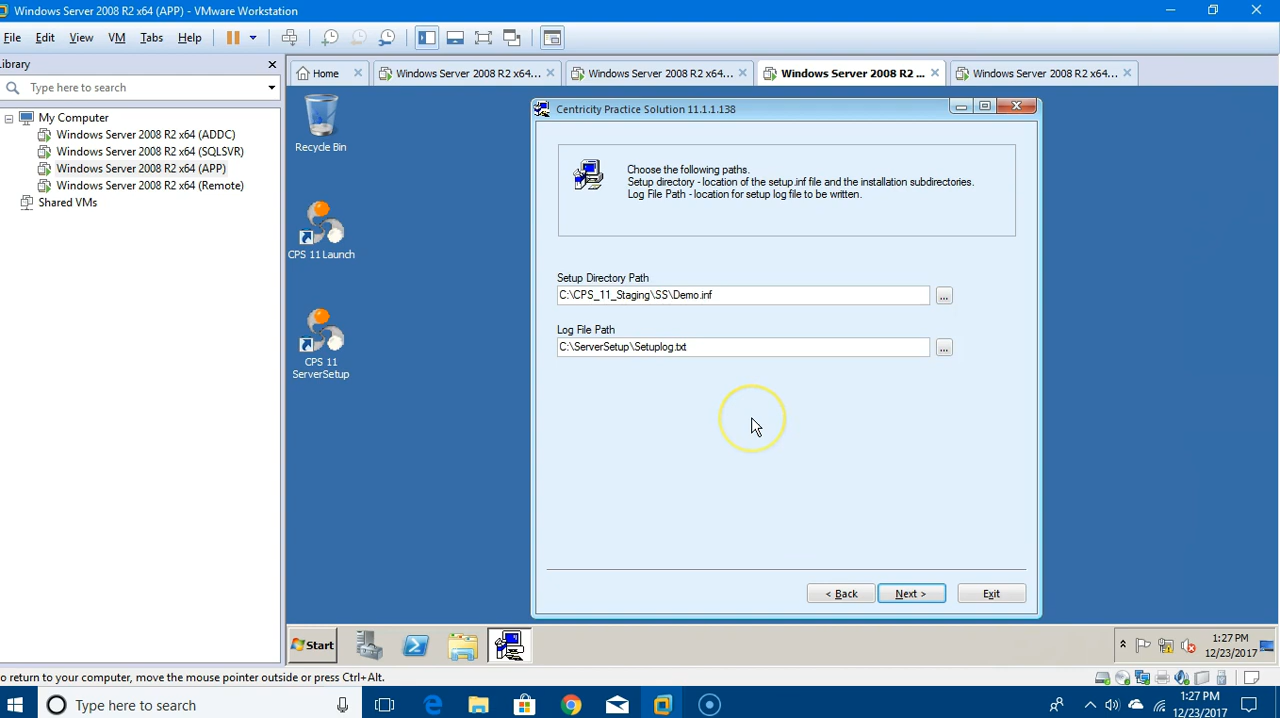 Windows Server 2008 R2 x64 (APP) - VMware Workstation
File Edit View VM Tabs Help
Library
Type here to search
My Computer
Windows Server 2008 R2 x64 (ADDC)
Windows Server 2008 R2 x64 (SQLSVR)
Windows Server 2008 R2 x64 (APP)
Windows Server 2008 R2 x64 (Remote)
Shared VMs
Home
Windows Server 2008 R2 x64...
Windows Server 2008 R2 x64...
Windows Server 2008 R2 ...
Windows Server 2008 R2 x64...
Recycle Bin
CPS 11 Launch
CPS 11
ServerSetup
Centricity Practice Solution 11.1.1.138
Choose the following paths.
Setup directory - location of the setup.inf file and the installation subdirectories.
Log File Path - location for setup log file to be written.
Setup Directory Path
C:\CPS_11_Staging\SS\Demo.inf
...
Log File Path
C:\ServerSetup\Setuplog.txt
...
< Back
Next >
Exit
Start
1:27 PM
12/23/2017
o return to your computer, move the mouse pointer outside or press Ctrl+Alt.
Type here to search
1:27 PM
12/23/2017